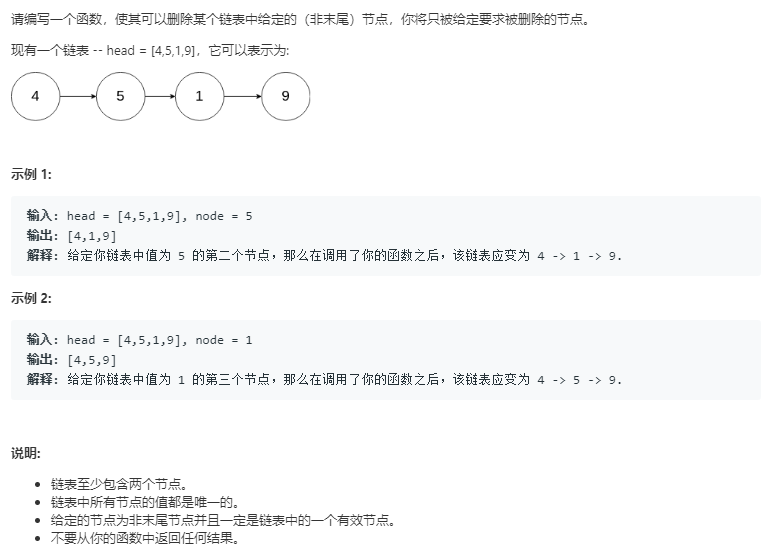 请编写一个函数，使其可以删除某个链表中给定的（非末尾）节点，你将只被给定要求被删除的节点。
现有一个链表 -- head = [4,5,1,9]，它可以表示为:
4 5 1 9
示例 1:
输入: head = [4,5,1,9], node = 5
输出: [4,1,9]
解释: 给定你链表中值为 5 的第二个节点，那么在调用了你的函数之后，该链表应变为 4 -> 1 -> 9.
示例 2:
输入: head = [4,5,1,9], node = 1
输出: [4,5,9]
解释: 给定你链表中值为 1 的第三个节点，那么在调用了你的函数之后，该链表应变为 4 -> 5 -> 9.
说明:
• 链表至少包含两个节点。
• 链表中所有节点的值都是唯一的。
• 给定的节点为非末尾节点并且一定是链表中的一个有效节点。
• 不要从你的函数中返回任何结果。